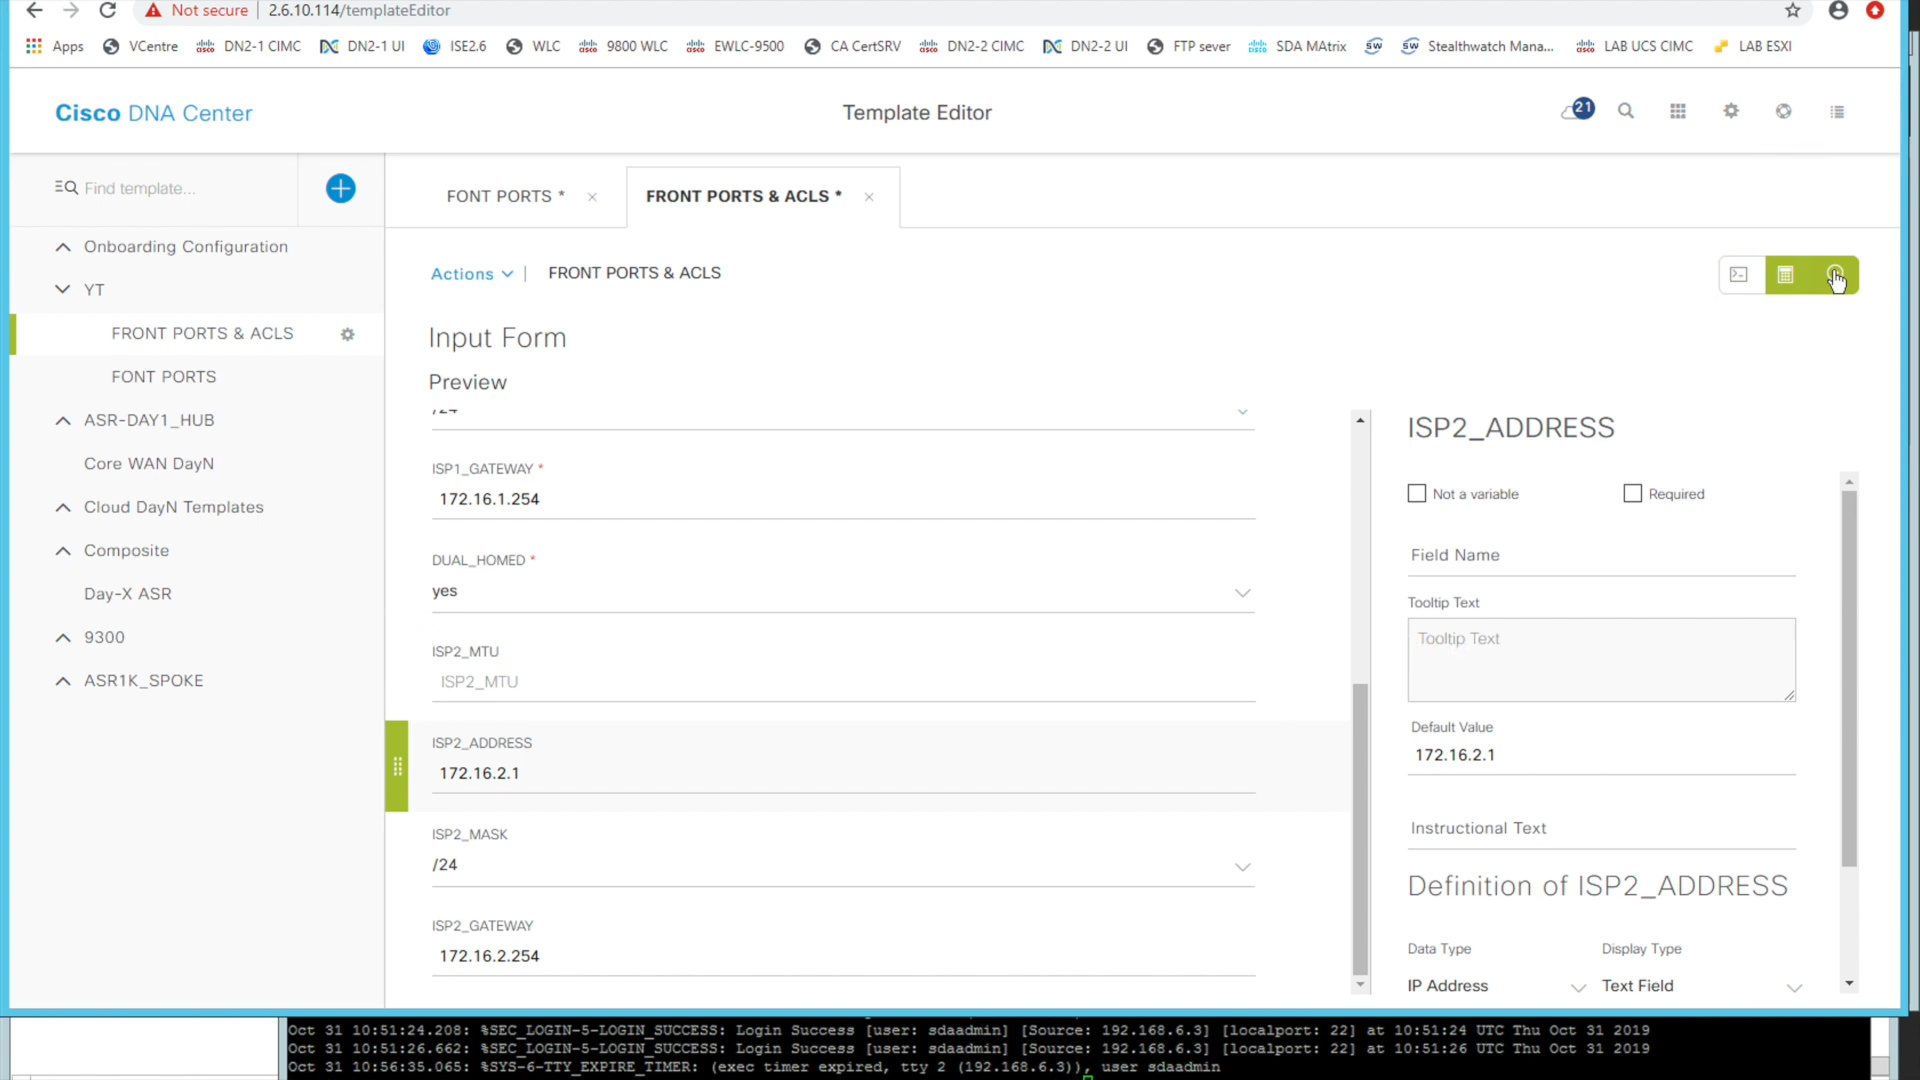 Not secure | 2.6.10.114/templateEditor
Apps VCentre DN2-1 CIMC DN2-1 UI ISE2.6 WLC 9800 WLC EWLC-9500 CA CertSRV DN2-2 CIMC DN2-2 UI FTP sever SDA MAtrix Stealthwatch Mana... LAB UCS CIMC LAB ESXI
Cisco DNA Center
Template Editor
21
Find template...
FONT PORTS *
FRONT PORTS & ACLS *
Onboarding Configuration
YT
FRONT PORTS & ACLS
FONT PORTS
ASR-DAY1_HUB
Core WAN DayN
Cloud DayN Templates
Composite
Day-X ASR
9300
ASR1K_SPOKE
Actions | FRONT PORTS & ACLS
Input Form
Preview
/24
ISP1_GATEWAY *
172.16.1.254
DUAL_HOMED *
yes
ISP2_MTU
ISP2_MTU
ISP2_ADDRESS
172.16.2.1
ISP2_MASK
/24
ISP2_GATEWAY
172.16.2.254
ISP2_ADDRESS
Not a variable Required
Field Name
Tooltip Text
Tooltip Text
Default Value
172.16.2.1
Instructional Text
Definition of ISP2_ADDRESS
Data Type Display Type
IP Address Text Field
Oct 31 10:51:24.208: %SEC_LOGIN-5-LOGIN_SUCCESS: Login Success [user: sdaadmin] [Source: 192.168.6.3] [localport: 22] at 10:51:24 UTC Thu Oct 31 2019
Oct 31 10:51:26.662: %SEC_LOGIN-5-LOGIN_SUCCESS: Login Success [user: sdaadmin] [Source: 192.168.6.3] [localport: 22] at 10:51:26 UTC Thu Oct 31 2019
Oct 31 10:56:35.065: %SYS-6-TTY_EXPIRE_TIMER: (exec timer expired, tty 2 (192.168.6.3)), user sdaadmin